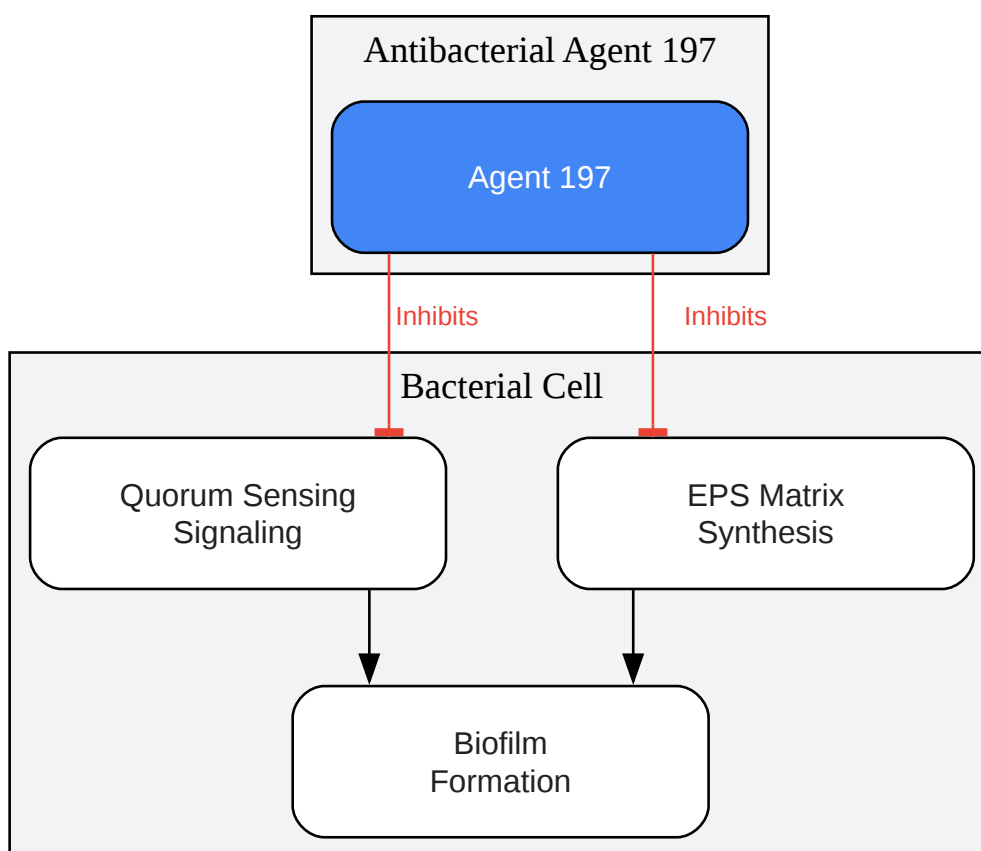 Antibacterial Agent 197
Agent 197
Inhibits
Inhibits
Bacterial Cell
Quorum Sensing
Signaling
EPS Matrix
Synthesis
Biofilm
Formation